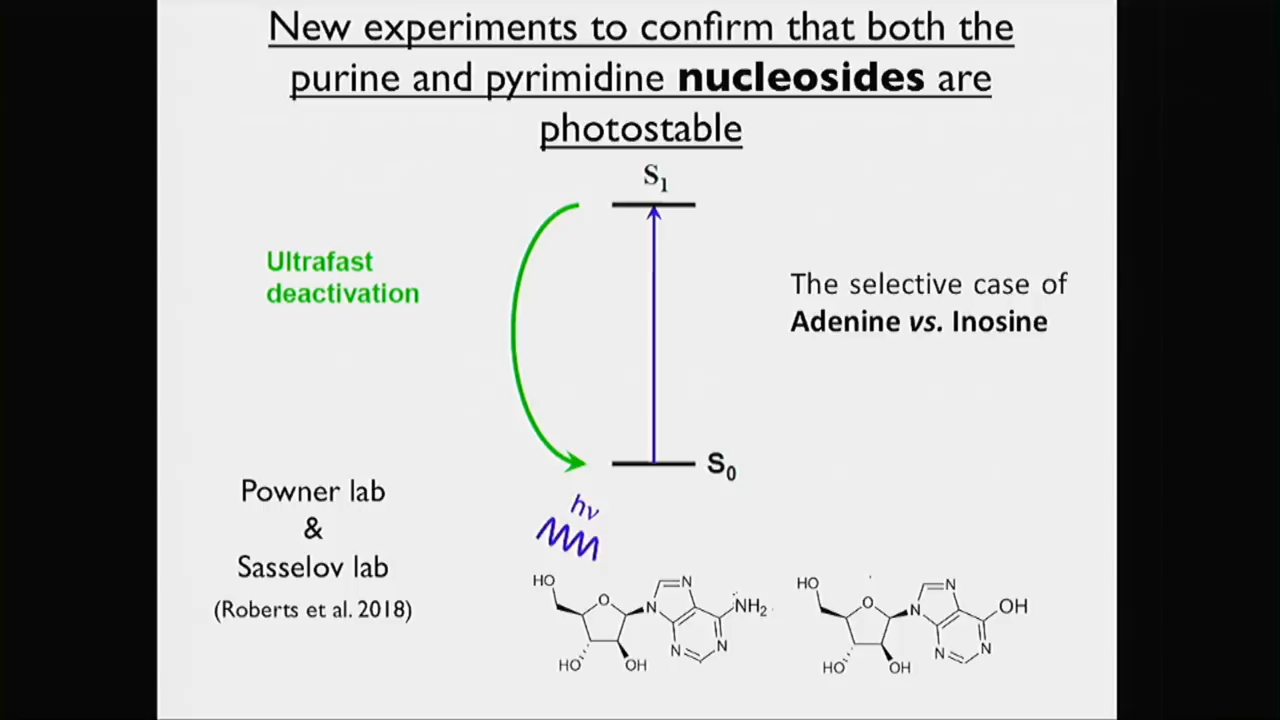 New experiments to confirm that both the
purine and pyrimidine nucleosides are
photostable
S₁
Ultrafast
deactivation
The selective case of
Adenine vs. Inosine
S₀
Powner lab
&
Sasselov lab
(Roberts et al. 2018)
hν
HO
O
N
N
NH₂
N
N
HO
OH
HO
O
N
N
OH
N
N
HO
OH